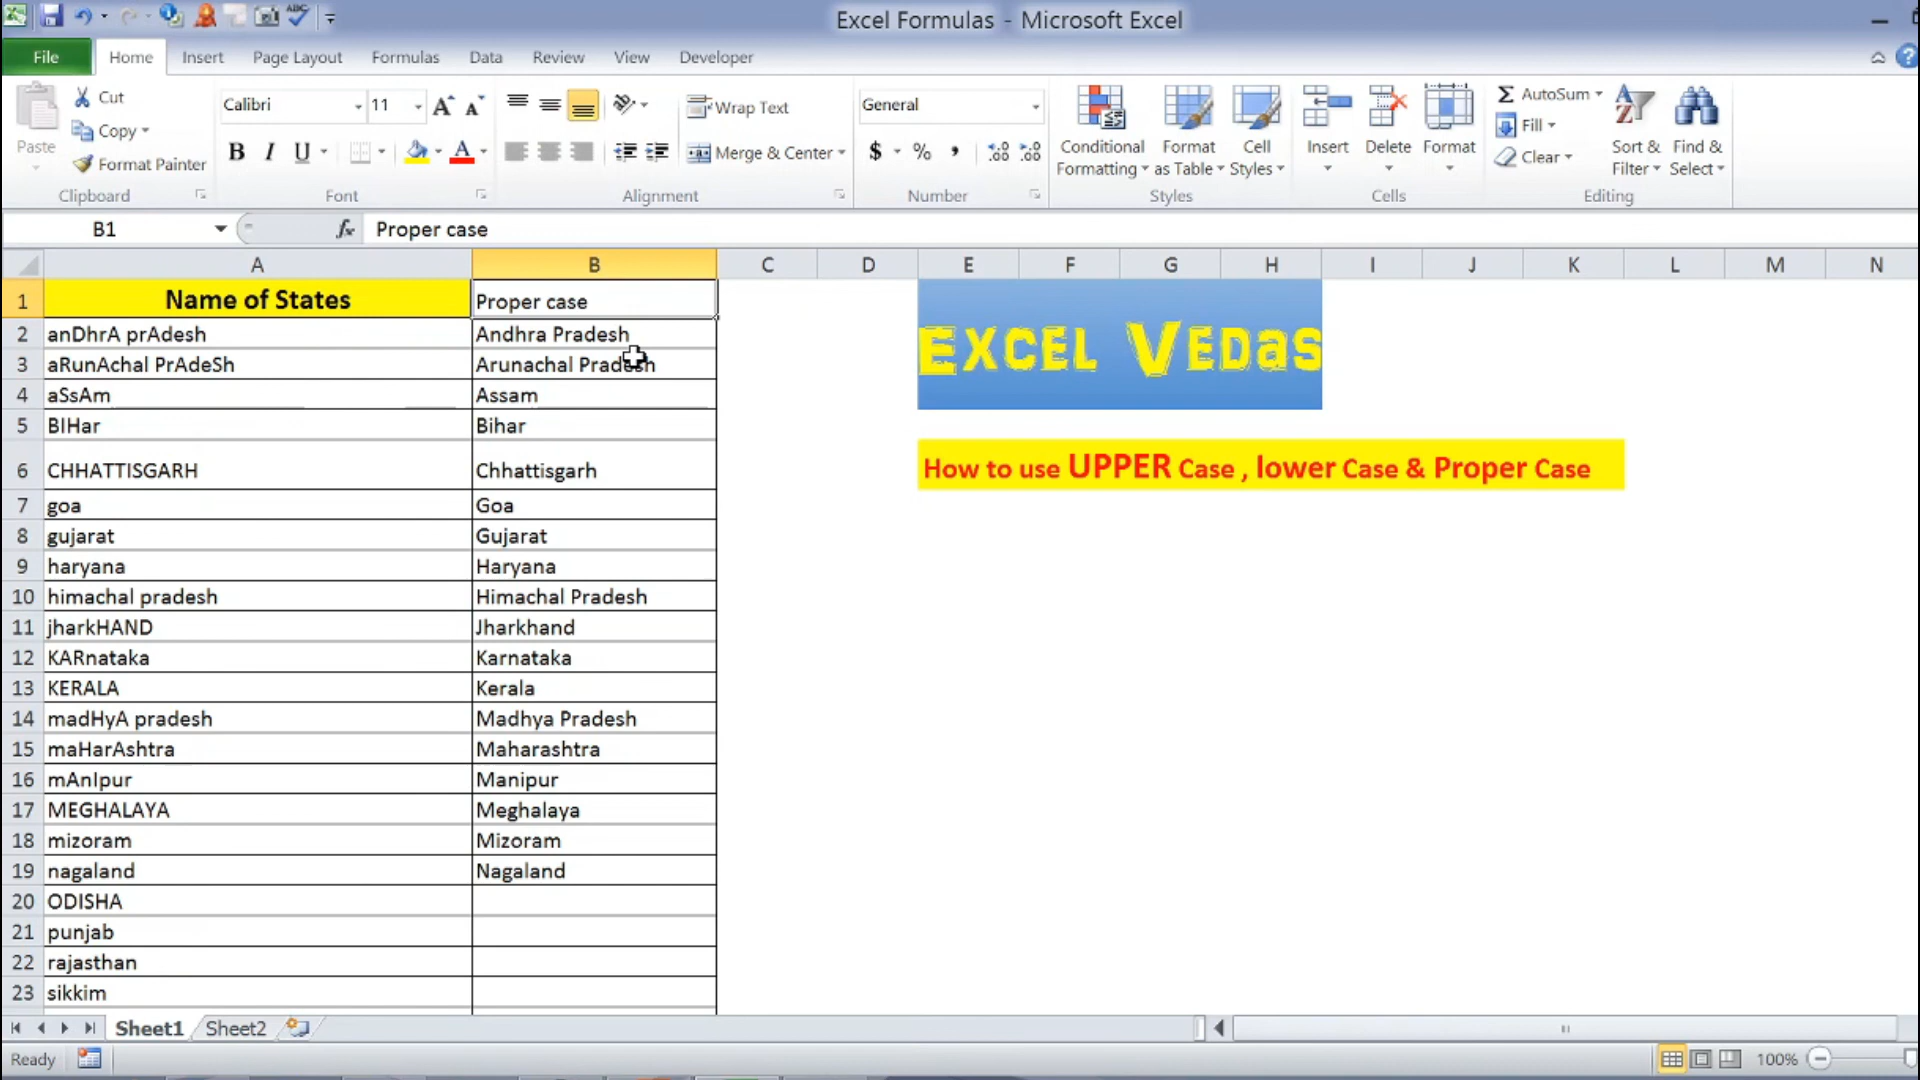 Excel Formulas - Microsoft Excel
File Home Insert Page Layout Formulas Data Review View Developer
Paste Cut Copy Format Painter
Calibri 11 A A
B I U A
Wrap Text
Merge & Center
General
$ % ,
Conditional Formatting
Format as Table
Cell Styles
Insert Delete Format
Σ AutoSum
Fill
Clear
Sort & Filter
Find & Select
Clipboard Font Alignment Number Styles Cells Editing
B1 fx Proper case
A B C D E F G H I J K L M N
1 Name of States Proper case
2 anDhrA prAdesh Andhra Pradesh
3 aRunAchal PrAdeSh Arunachal Pradesh
4 aSsAm Assam
5 BIHar Bihar
6 CHHATTISGARH Chhattisgarh
7 goa Goa
8 gujarat Gujarat
9 haryana Haryana
10 himachal pradesh Himachal Pradesh
11 jharkHAND Jharkhand
12 KARnataka Karnataka
13 KERALA Kerala
14 madHyA pradesh Madhya Pradesh
15 maHarAshtra Maharashtra
16 mAnIpur Manipur
17 MEGHALAYA Meghalaya
18 mizoram Mizoram
19 nagaland Nagaland
20 ODISHA
21 punjab
22 rajasthan
23 sikkim
Excel Vedas
How to use UPPER Case , lower Case & Proper Case
Sheet1 Sheet2
Ready 100%